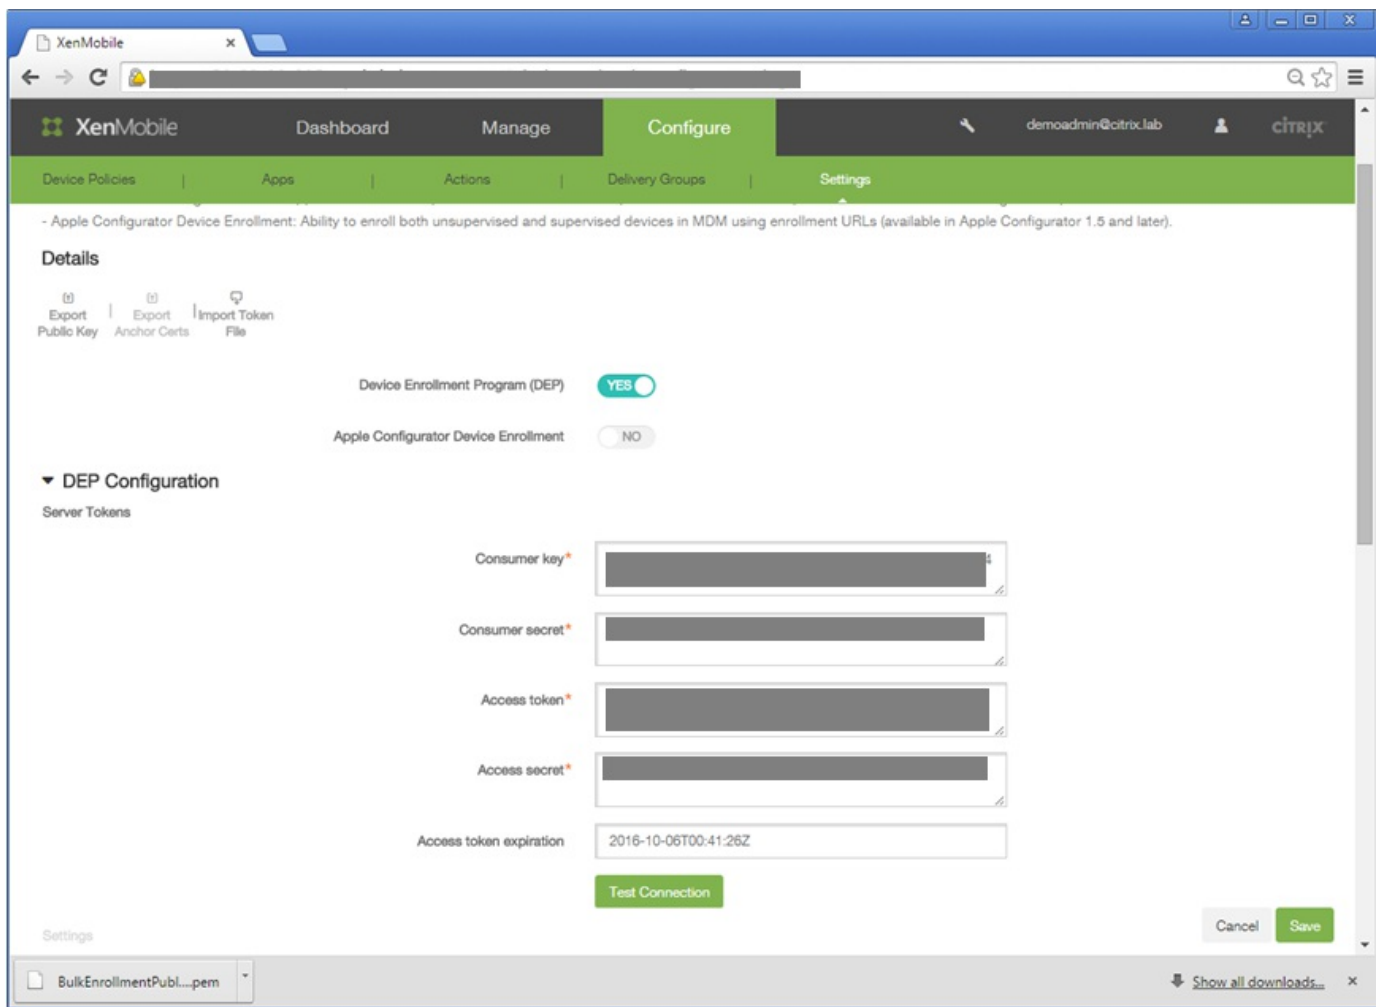 XenMobile
XenMobile Dashboard Manage Configure demoadmin@citrix.lab CİTRIX
Device Policies | Apps | Actions | Delivery Groups | Settings
- Apple Configurator Device Enrollment: Ability to enroll both unsupervised and supervised devices in MDM using enrollment URLs (available in Apple Configurator 1.5 and later).
Details
Export Public Key | Export Anchor Certs | Import Token File
Device Enrollment Program (DEP) YES
Apple Configurator Device Enrollment NO
DEP Configuration
Server Tokens
Consumer key* 4
Consumer secret*
Access token*
Access secret*
Access token expiration 2016-10-06T00:41:26Z
Test Connection
Cancel Save
Settings
BulkEnrollmentPubl....pem Show all downloads...